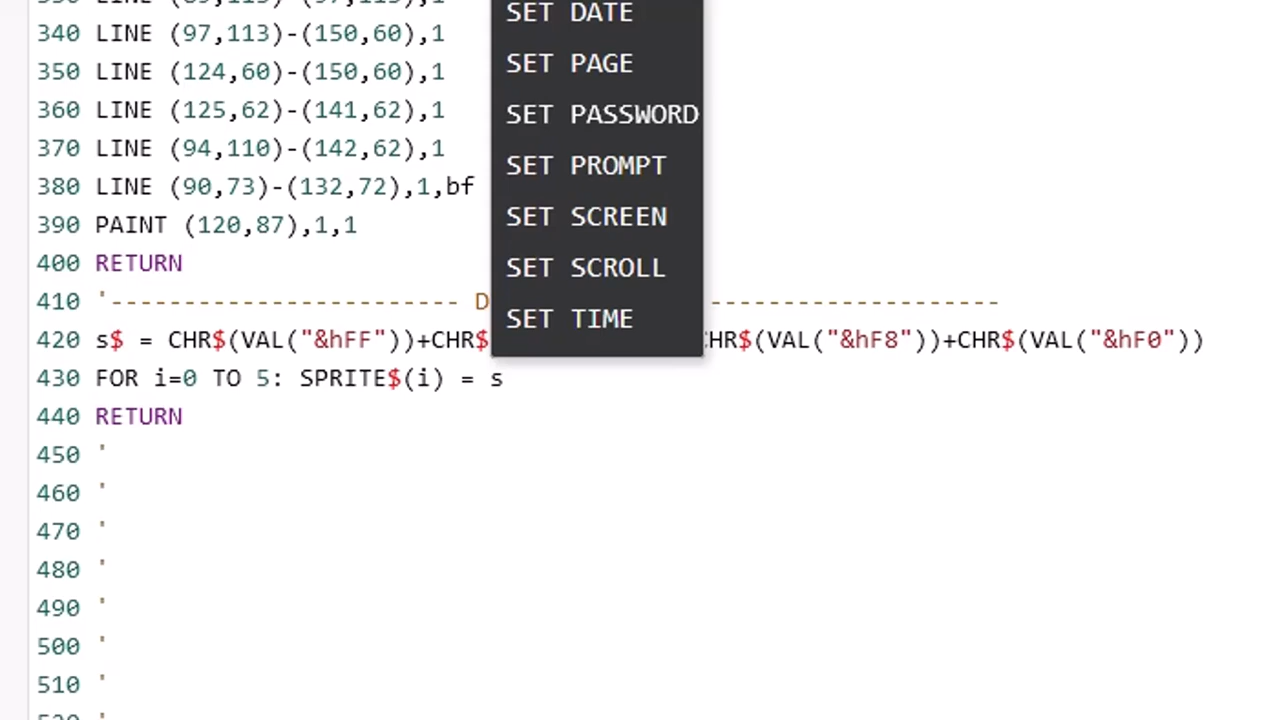 SET DATE
340 LINE (97,113)-(150,60),1
SET PAGE
350 LINE (124,60)-(150,60),1
360 LINE (125,62)-(141,62),1
SET PASSWORD
370 LINE (94,110)-(142,62),1
SET PROMPT
380 LINE (90,73)-(132,72),1,bf
SET SCREEN
390 PAINT (120,87),1,1
400 RETURN
SET SCROLL
410 '------------------------ D --------------------
SET TIME
420 s$ = CHR$(VAL("&hFF"))+CHR$ HR$(VAL("&hF8"))+CHR$(VAL("&hF0"))
430 FOR i=0 TO 5: SPRITE$(i) = s
440 RETURN
450 '
460 '
470 '
480 '
490 '
500 '
510 '